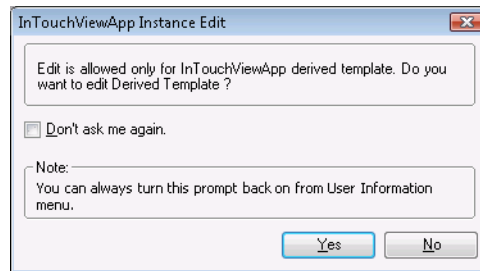 InTouchViewApp Instance Edit
Edit is allowed only for InTouchViewApp derived template. Do you
want to edit Derived Template ?
Don't ask me again.
Note:
You can always turn this prompt back on from User Information
menu.
Yes
No